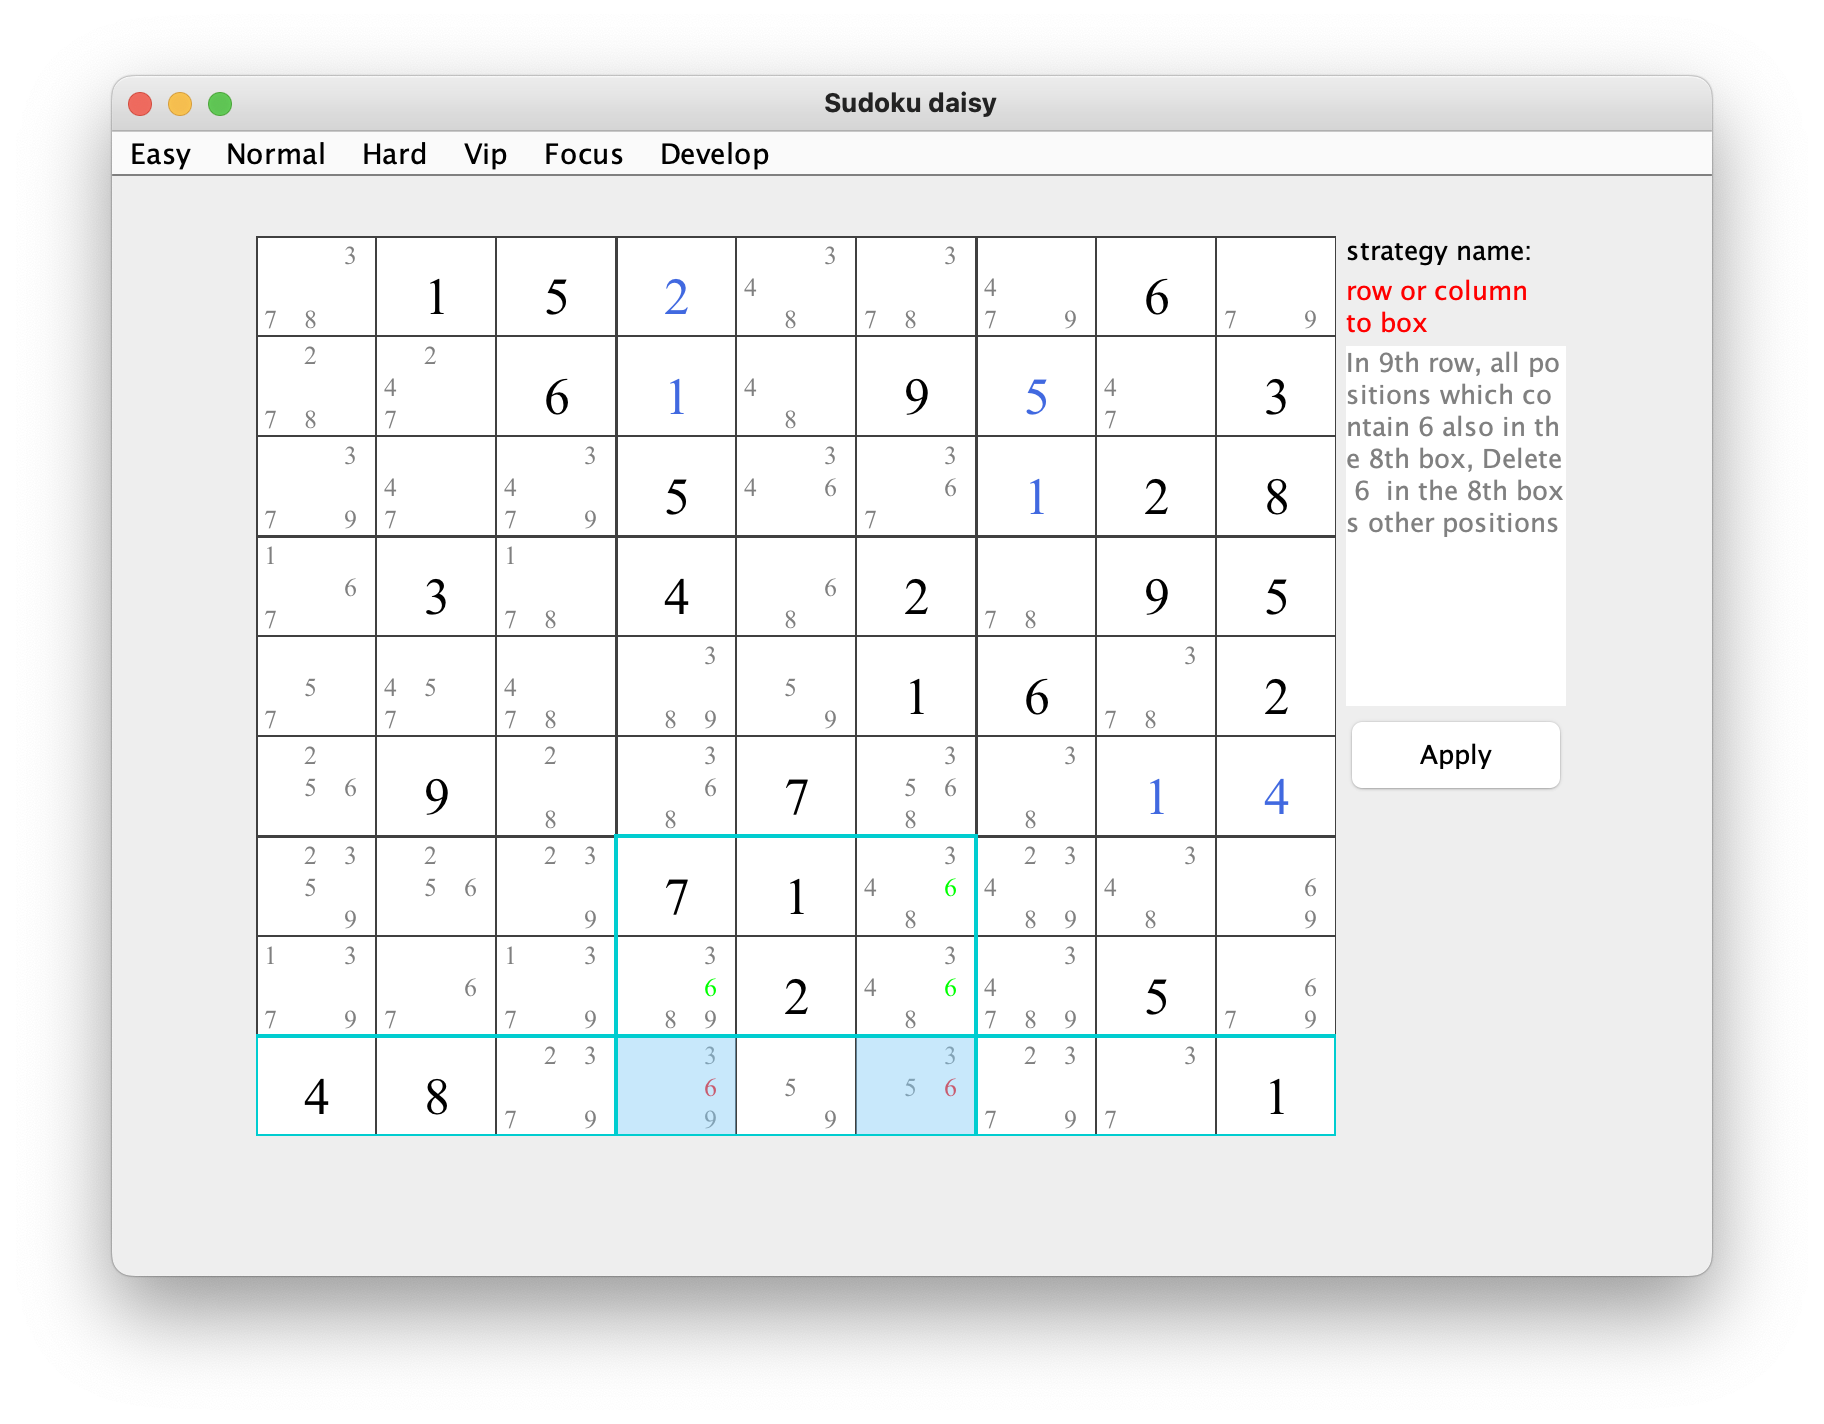 Sudoku daisy
Easy Normal Hard Vip Focus Develop
3 3 3
1 5 2 4 4 6
7 8 8 7 8 7 9 7 9
strategy name:
row or column
to box
2 2
4 6 1 4 9 5 4 3
7 8 7 8 7
3 3 3 3
4 4 5 4 6 6 1 2 8
7 9 7 7 9 7
In 9th row, all po
sitions which co
ntain 6 also in th
e 8th box, Delete
6 in the 8th box
s other positions
1 1
6 3 4 6 2 9 5
7 7 8 8 7 8
3 3
5 4 5 4 5 1 6 2
7 7 7 8 8 9 9 7 8
Apply
2 2 3 3 3
5 6 9 6 7 5 6 1 4
8 8 8 8
2 3 2 2 3 3 2 3 3
5 5 6 7 1 4 6 4 4 6
9 9 8 8 9 8 9
1 3 1 3 3 3 3
6 6 2 4 6 4 5 6
7 9 7 7 9 8 9 8 7 8 9 7 9
2 3 3 3 2 3 3
4 8 6 5 5 6 1
7 9 9 9 7 9 7